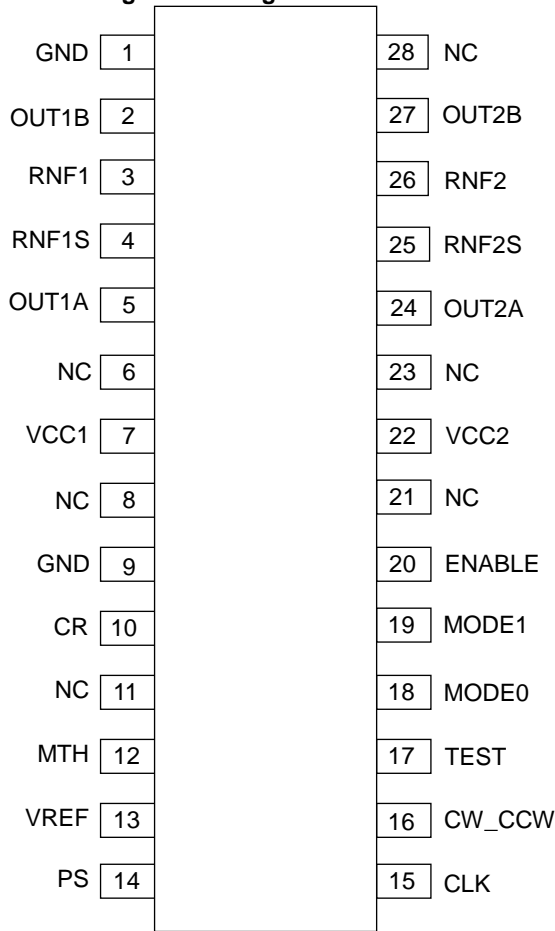 GND 1
OUT1B 2
RNF1 3
RNF1S 4
OUT1A 5
NC 6
VCC1 7
NC 8
GND 9
CR 10
NC 11
MTH 12
VREF 13
PS 14
28 NC
27 OUT2B
26 RNF2
25 RNF2S
24 OUT2A
23 NC
22 VCC2
21 NC
20 ENABLE
19 MODE1
18 MODE0
17 TEST
16 CW_CCW
15 CLK